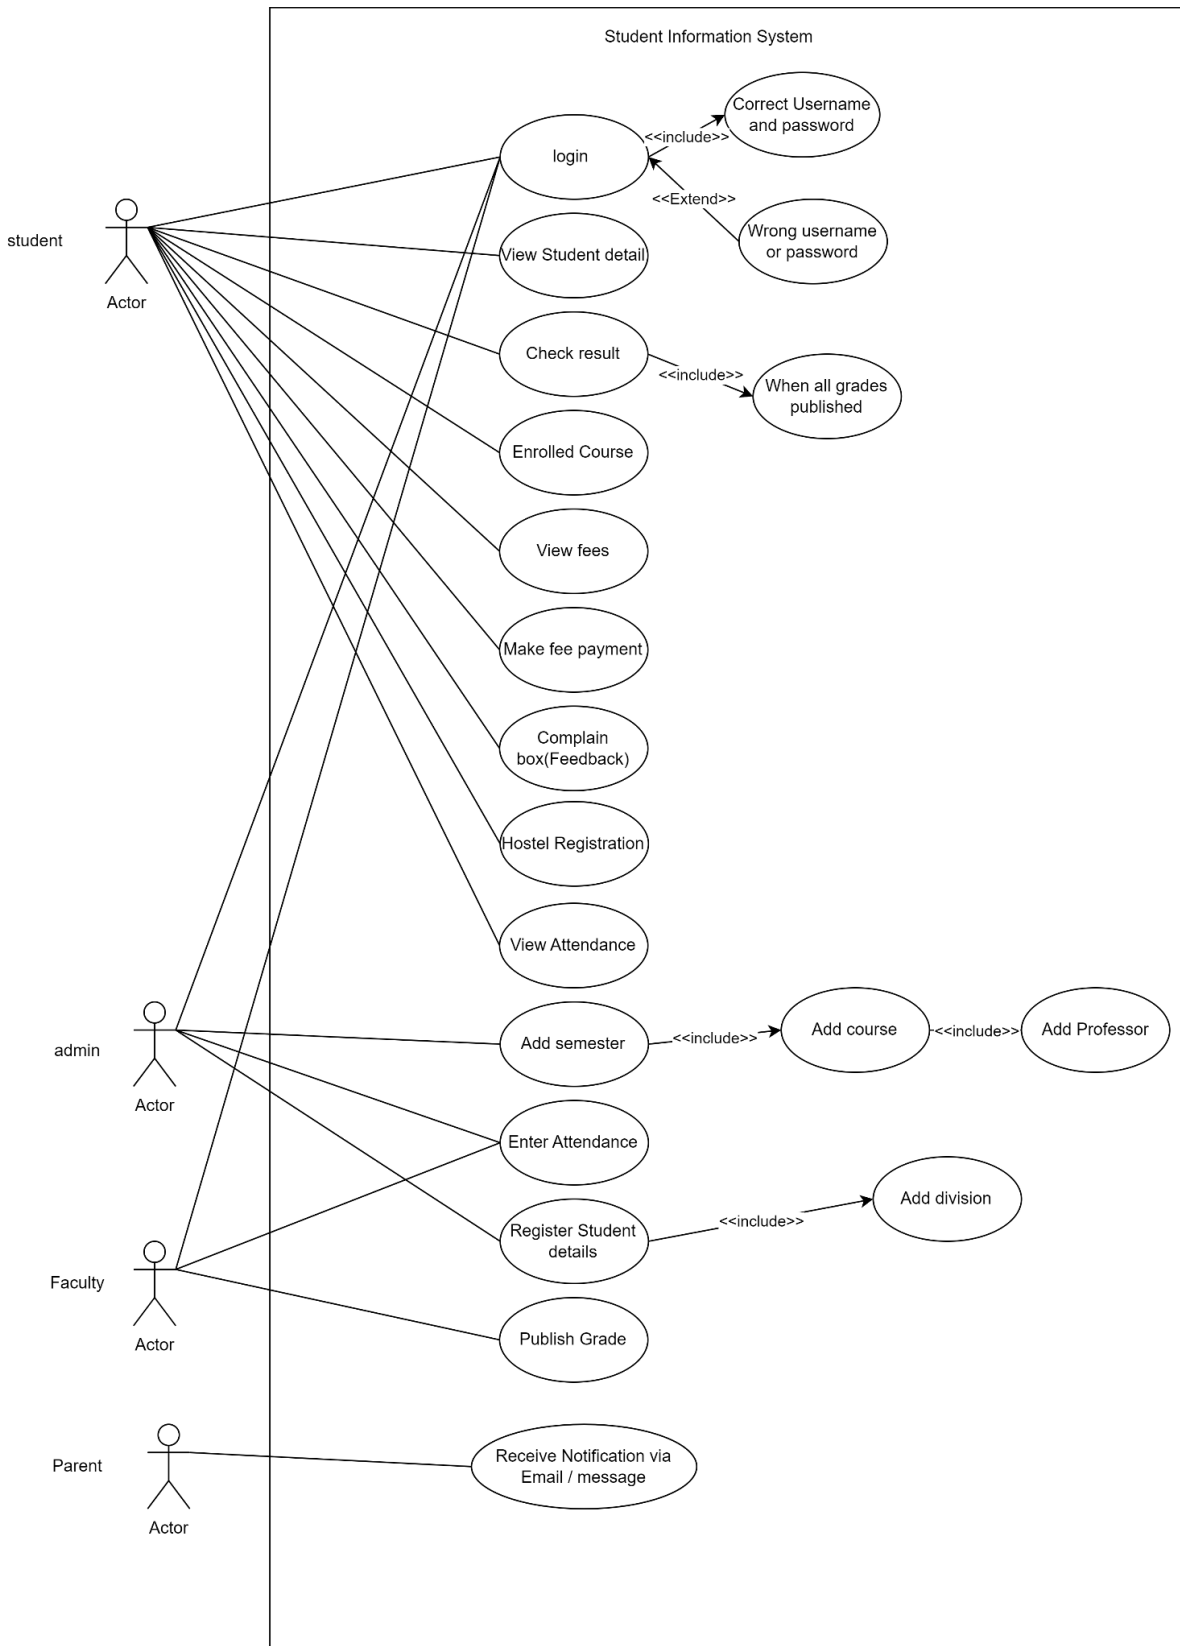 Student Information System
Correct Username
and password
<<include>>
login
<<Extend>>
Wrong username
or password
student
Actor
View Student detail
Check result
<<include>>
When all grades
published
Enrolled Course
View fees
Make fee payment
Complain
box(Feedback)
Hostel Registration
View Attendance
admin
Actor
Add semester
<<include>>
Add course
<<include>>
Add Professor
Enter Attendance
Register Student
details
<<include>>
Add division
Faculty
Actor
Publish Grade
Parent
Actor
Receive Notification via
Email / message